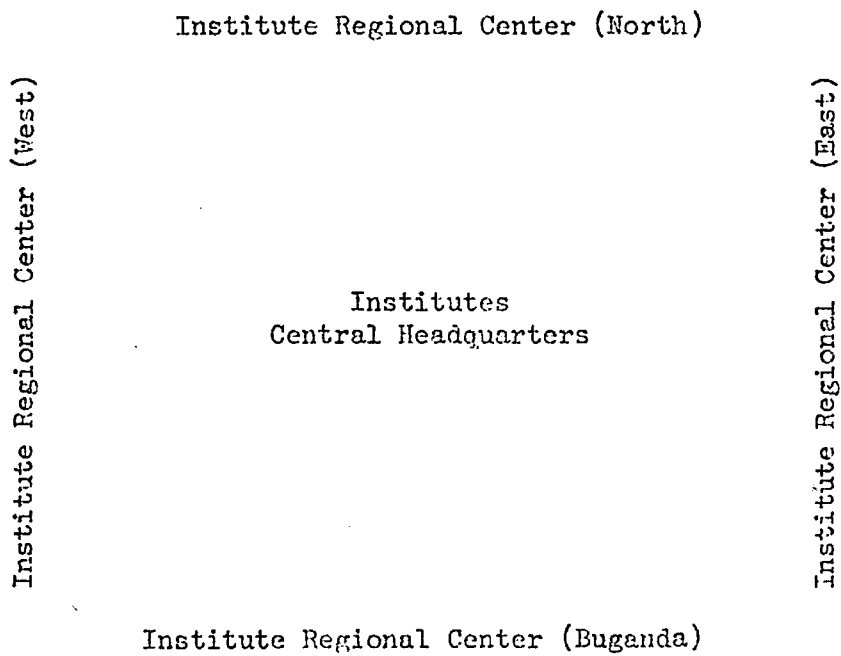 Institute Regional Center (North)
Institute Regional Center (West)
Institute Regional Center (East)
Institutes
Central Headquarters
Institute Regional Center (Buganda)